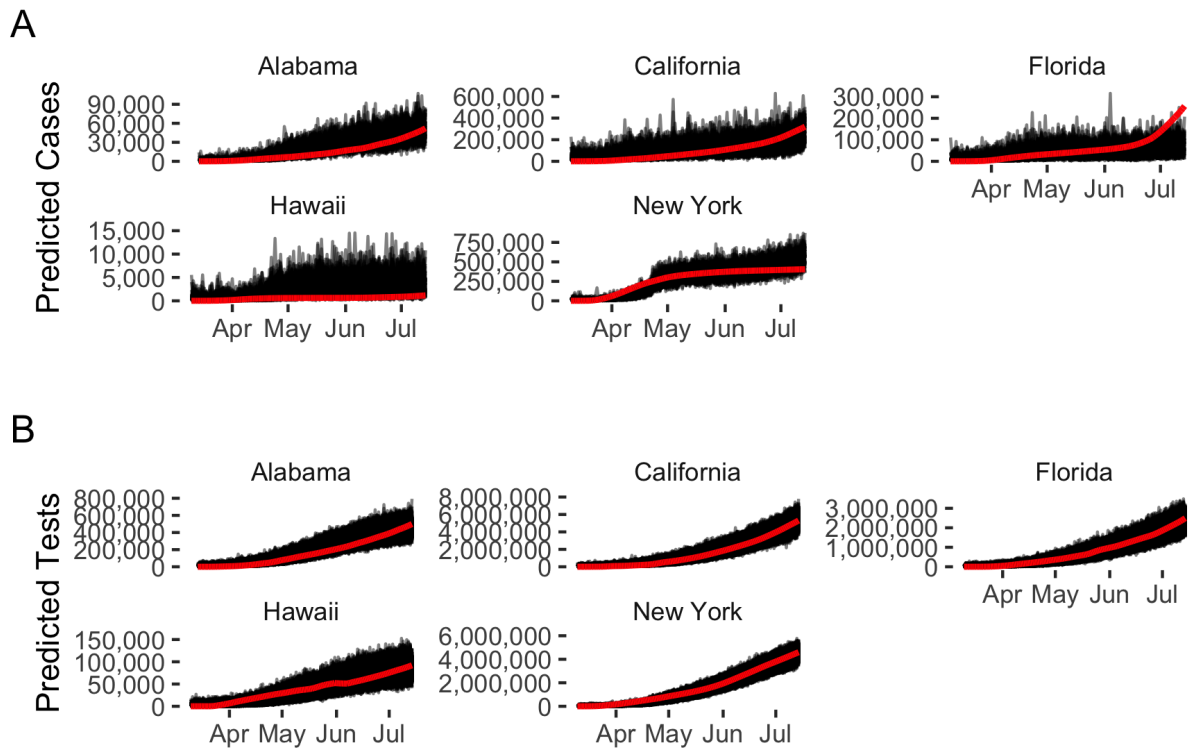 A
Predicted Cases
Alabama
90,000
60,000
30,000
0
California
600,000
400,000
200,000
0
Florida
300,000
200,000
100,000
0
Apr May Jun Jul
Hawaii
15,000
10,000
5,000
0
Apr May Jun Jul
New York
750,000
500,000
250,000
0
Apr May Jun Jul
B
Predicted Tests
Alabama
800,000
600,000
400,000
200,000
0
California
8,000,000
6,000,000
4,000,000
2,000,000
0
Florida
3,000,000
2,000,000
1,000,000
0
Apr May Jun Jul
Hawaii
150,000
100,000
50,000
0
Apr May Jun Jul
New York
6,000,000
4,000,000
2,000,000
0
Apr May Jun Jul